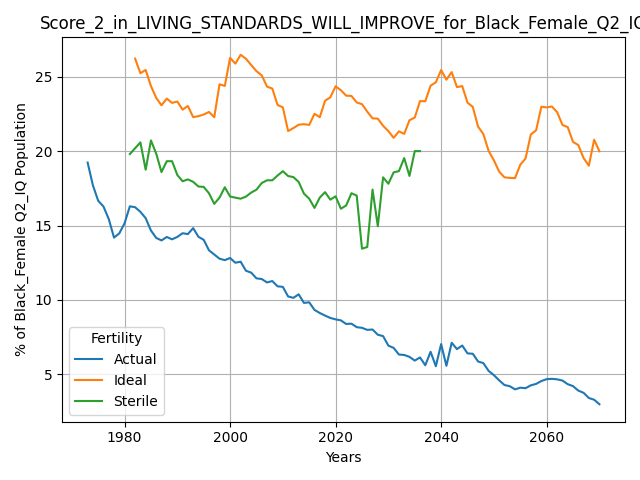 Score_2_in_LIVING_STANDARDS_WILL_IMPROVE_for_Black_Female_Q2_IQ
% of Black_Female Q2_IQ Population
25
20
15
10
5
Fertility
Actual
Ideal
Sterile
1980 2000 2020 2040 2060
Years